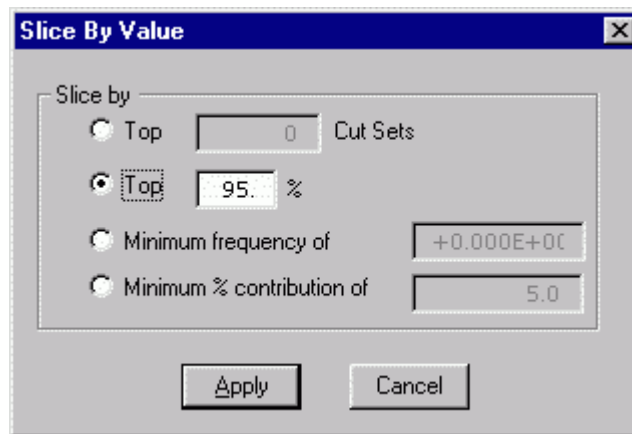 Slice By Value
Slice by
Top 0 Cut Sets
Top 95. %
Minimum frequency of +0.000E+00
Minimum % contribution of 5.0
Apply Cancel